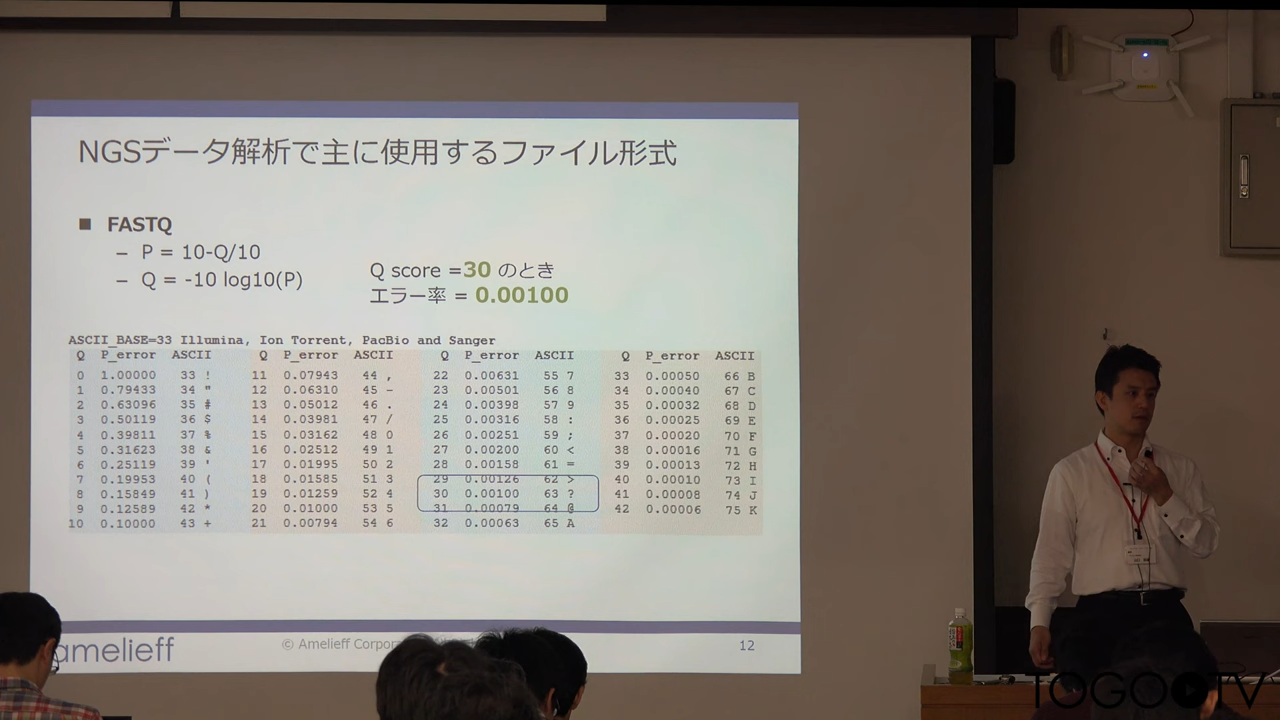 NGSデータ解析で主に使用するファイル形式
■ FASTQ
– P = 10-Q/10
– Q = -10 log10(P)
Q score =30 のとき
エラー率 = 0.00100
ASCII_BASE=33 Illumina, Ion Torrent, PacBio and Sanger
Q P_error ASCII Q P_error ASCII Q P_error ASCII Q P_error ASCII
0 1.00000 33 ! 11 0.07943 44 , 22 0.00631 55 7 33 0.00050 66 B
1 0.79433 34 " 12 0.06310 45 - 23 0.00501 56 8 34 0.00040 67 C
2 0.63096 35 # 13 0.05012 46 . 24 0.00398 57 9 35 0.00032 68 D
3 0.50119 36 $ 14 0.03981 47 / 25 0.00316 58 : 36 0.00025 69 E
4 0.39811 37 % 15 0.03162 48 0 26 0.00251 59 ; 37 0.00020 70 F
5 0.31623 38 & 16 0.02512 49 1 27 0.00200 60 < 38 0.00016 71 G
6 0.25119 39 ' 17 0.01995 50 2 28 0.00158 61 = 39 0.00013 72 H
7 0.19953 40 ( 18 0.01585 51 3 29 0.00126 62 > 40 0.00010 73 I
8 0.15849 41 ) 19 0.01259 52 4 30 0.00100 63 ? 41 0.00008 74 J
9 0.12589 42 * 20 0.01000 53 5 31 0.00079 64 @ 42 0.00006 75 K
10 0.10000 43 + 21 0.00794 54 6 32 0.00063 65 A
amelieff
© Amelieff Corpor
12
TOGO TV